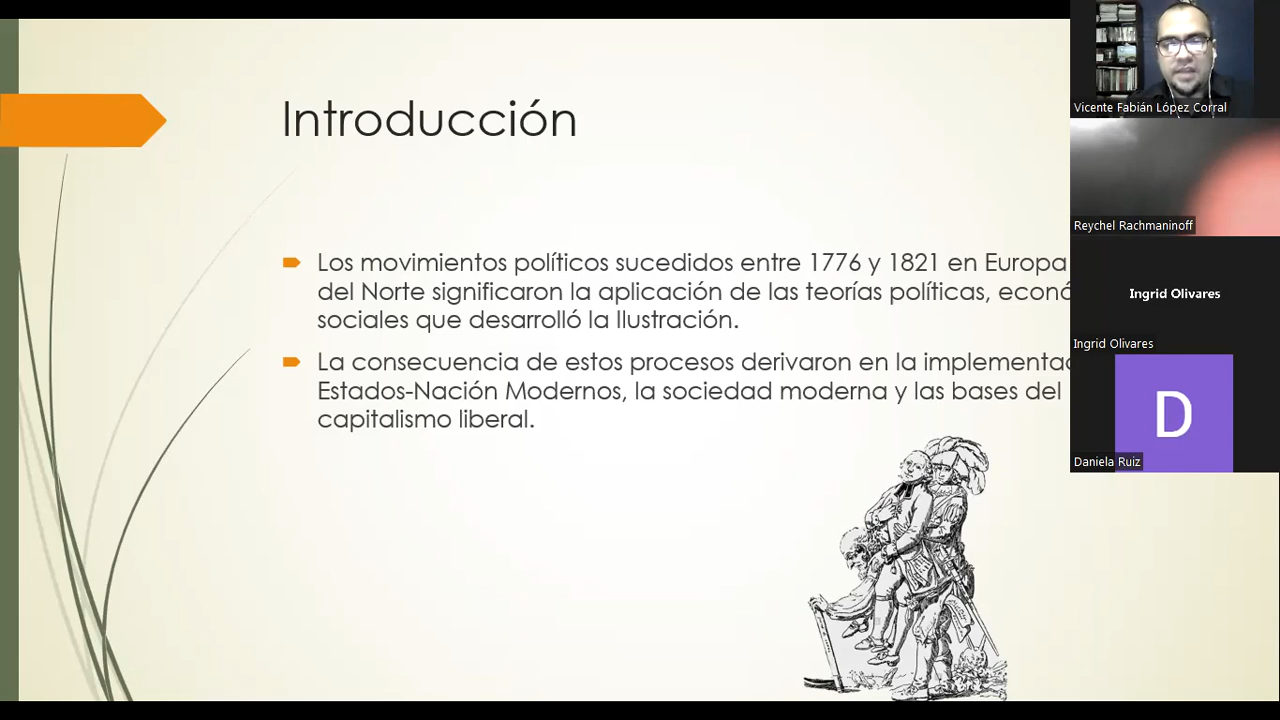 Introducción
Los movimientos políticos sucedidos entre 1776 y 1821 en Europa
del Norte significaron la aplicación de las teorías políticas,
sociales que desarrolló la Ilustración.
La consecuencia de estos procesos derivaron en la
Estados-Nación Modernos, la sociedad moderna y las bases del
capitalismo liberal.
Vicente Fabián López Corral
Reychel Rachmaninoff
Ingrid Olivares
Ingrid Olivares
D
Daniela Ruiz